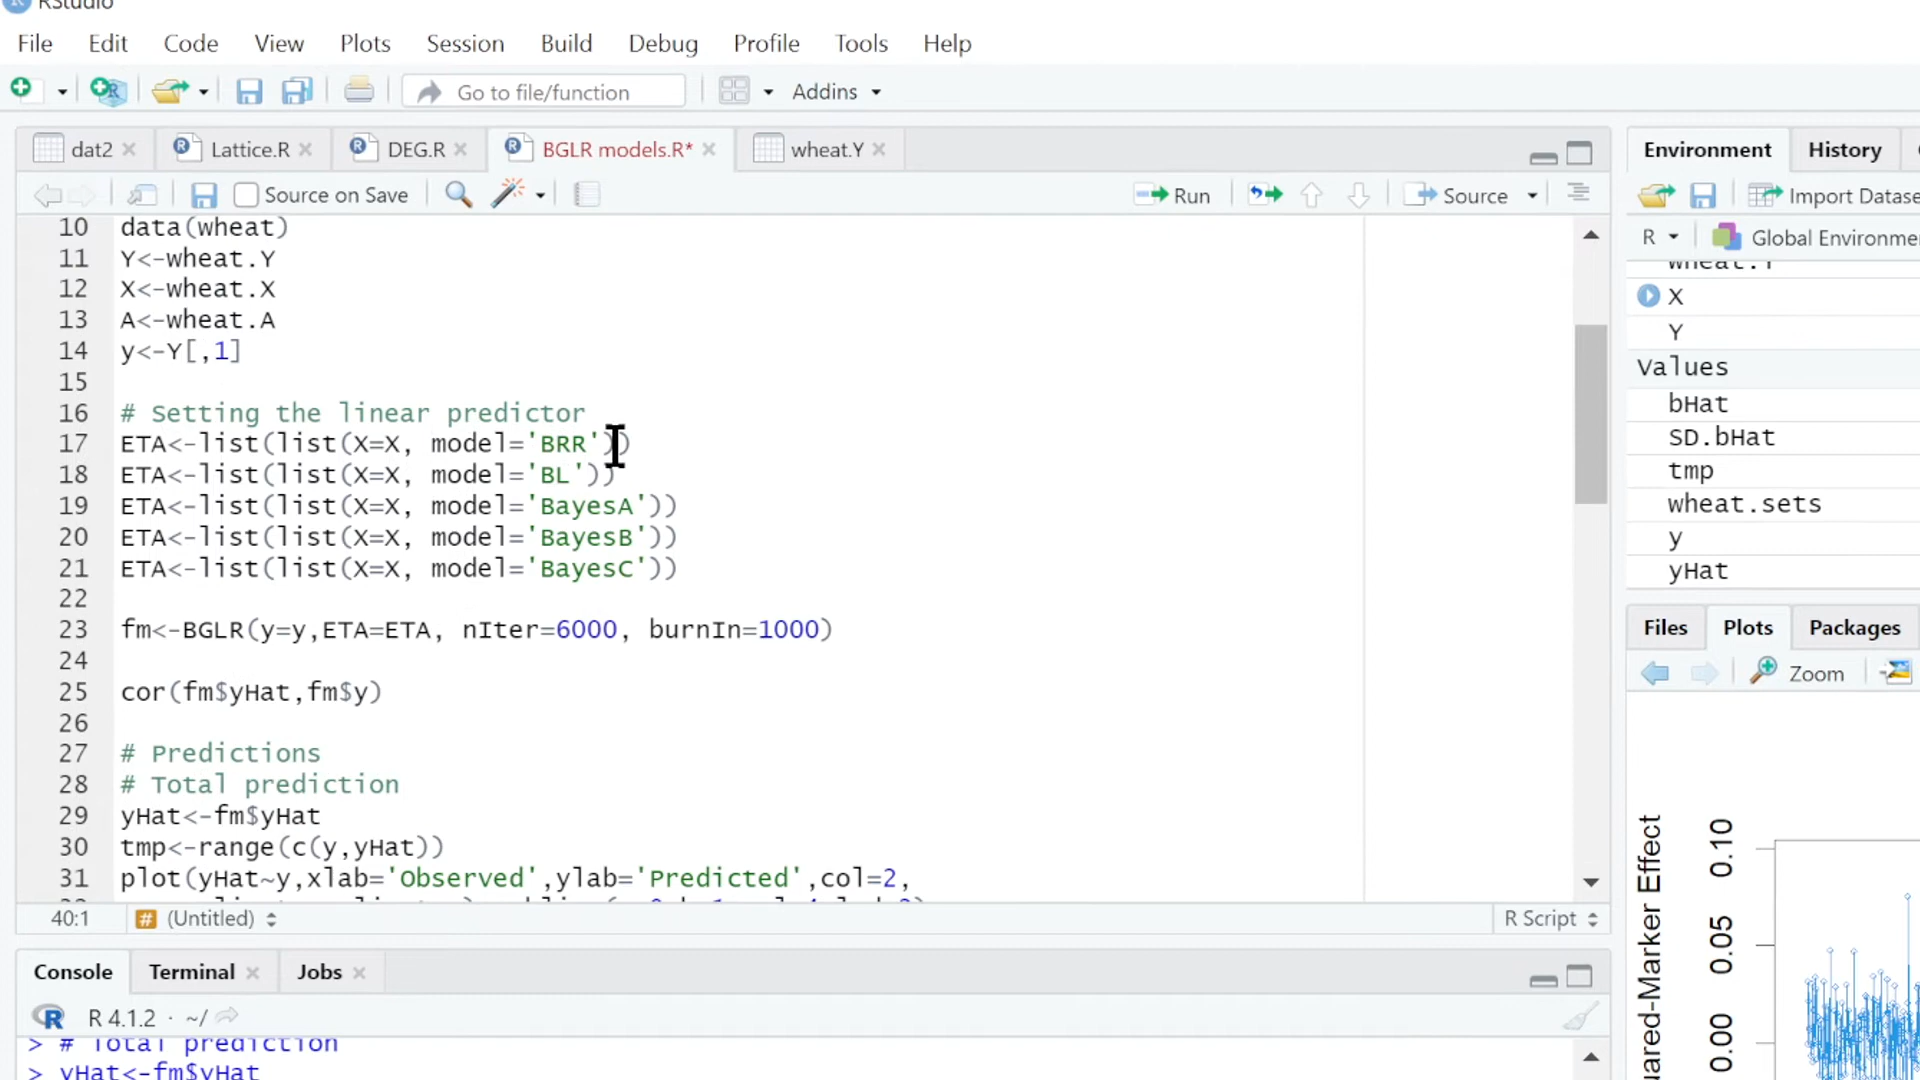 RStudio
File Edit Code View Plots Session Build Debug Profile Tools Help
Go to file/function Addins
dat2 Lattice.R DEG.R BGLR models.R* wheat.Y
Source on Save Run Source
10 data(wheat)
11 Y<-wheat.Y
12 X<-wheat.X
13 A<-wheat.A
14 y<-Y[,1]
15
16 # Setting the linear predictor
17 ETA<-list(list(X=X, model='BRR'))
18 ETA<-list(list(X=X, model='BL'))
19 ETA<-list(list(X=X, model='BayesA'))
20 ETA<-list(list(X=X, model='BayesB'))
21 ETA<-list(list(X=X, model='BayesC'))
22
23 fm<-BGLR(y=y,ETA=ETA, nIter=6000, burnIn=1000)
24
25 cor(fm$yHat,fm$y)
26
27 # Predictions
28 # Total prediction
29 yHat<-fm$yHat
30 tmp<-range(c(y,yHat))
31 plot(yHat~y,xlab='Observed',ylab='Predicted',col=2,
40:1 # (Untitled) R Script
Console Terminal Jobs
R 4.1.2 · ~/
> # Total prediction
> yHat<-fm$yHat
Environment History
Import Datase
R Global Environme
wheat.Y
X
Y
Values
bHat
SD.bHat
tmp
wheat.sets
y
yHat
Files Plots Packages
Zoom
uared-Marker Effect
0.10
0.05
0.00